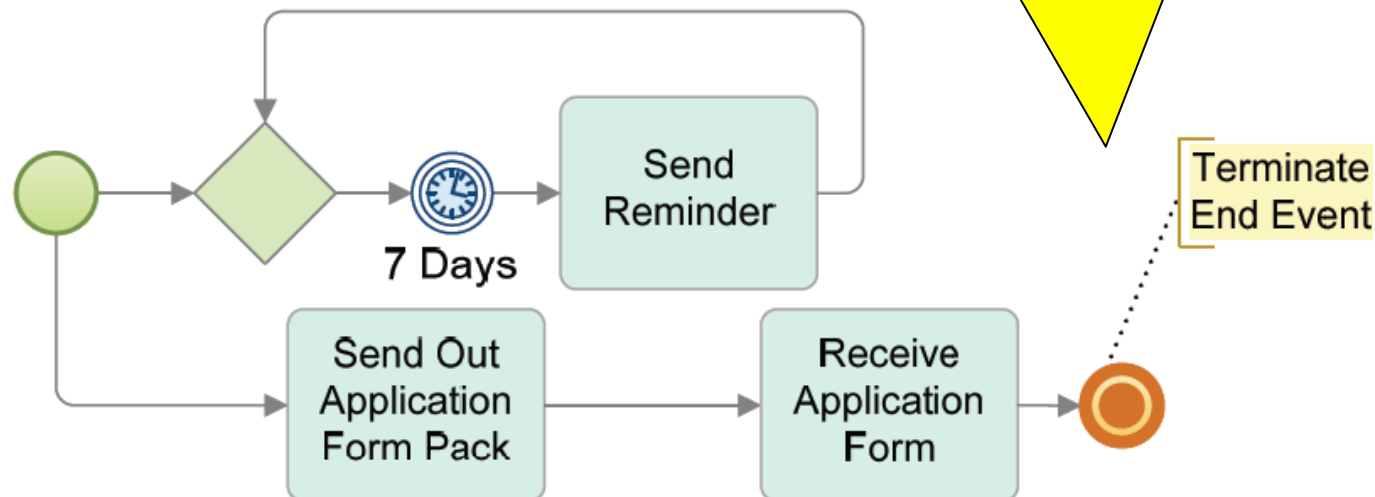 Send
Reminder
7 Days
Terminate
End Event
Send Out
Application
Form Pack
Receive
Application
Form